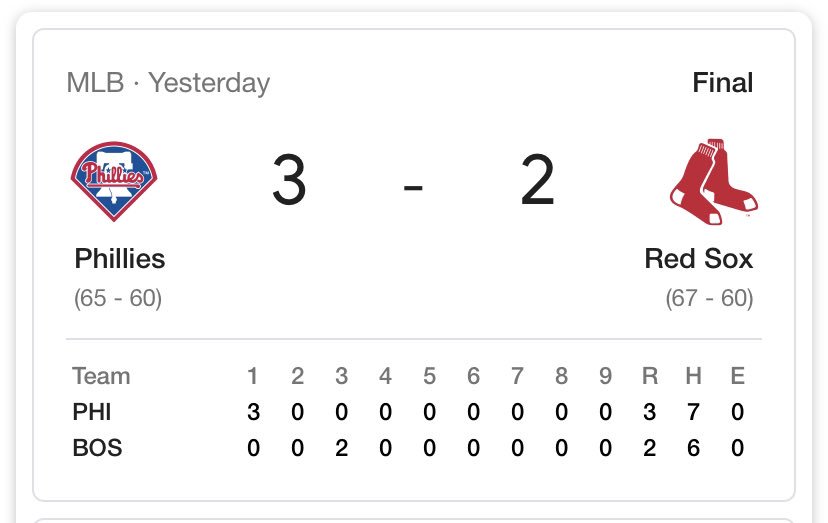 MLB · Yesterday Final
Phillies
3 - 2
Phillies Red Sox
(65 - 60) (67 - 60)
Team 1 2 3 4 5 6 7 8 9 R H E
PHI 3 0 0 0 0 0 0 0 0 3 7 0
BOS 0 0 2 0 0 0 0 0 0 2 6 0